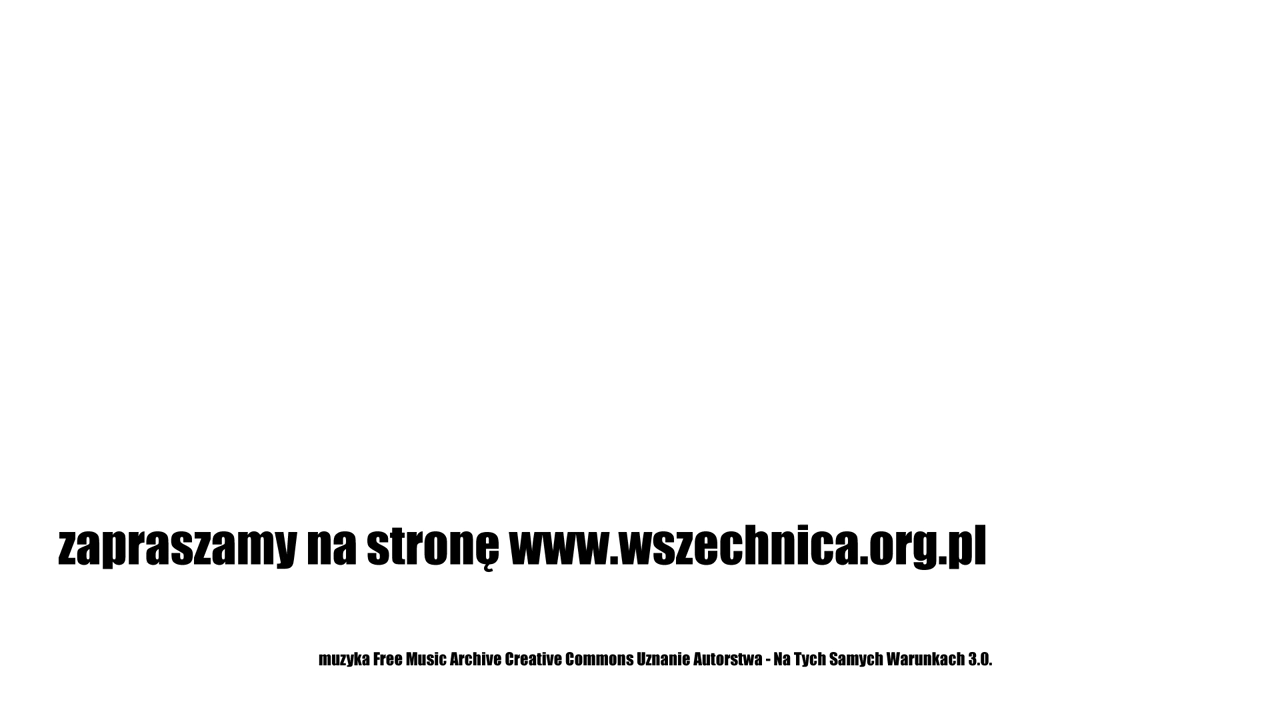 zapraszamy na stronę www.wszechnica.org.pl
muzyka Free Music Archive Creative Commons Uznanie Autorstwa - Na Tych Samych Warunkach 3.0.